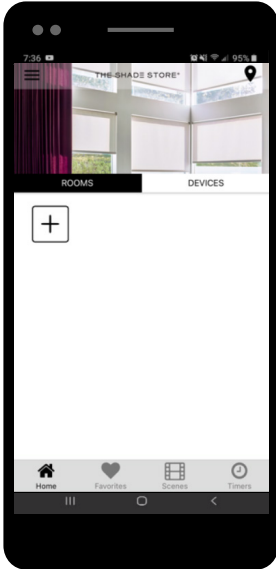 7:36 95%
THE SHADE STORE®
ROOMS DEVICES
Home Favorites Scenes Timers